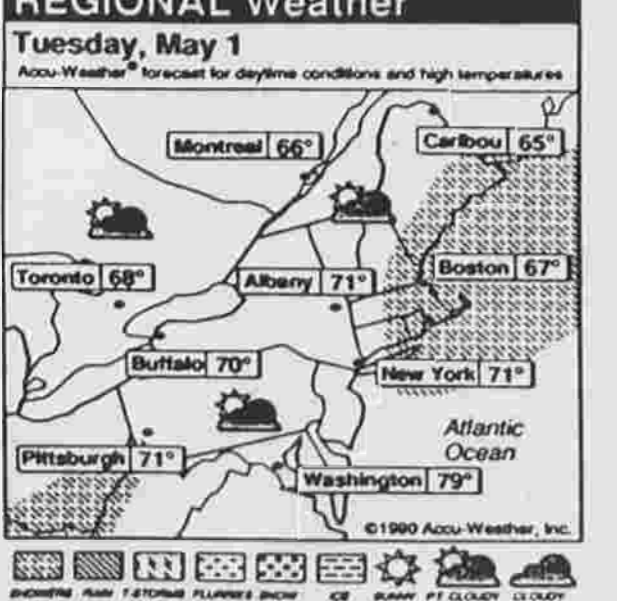 REGIONAL Weather
Tuesday, May 1
Accu-Weather® forecast for daytime conditions and high temperatures
Montreal 66°
Caribou 65°
Toronto 68°
Albany 71°
Boston 67°
Buffalo 70°
New York 71°
Atlantic
Ocean
Pittsburgh 71°
Washington 79°
©1990 Accu-Weather, Inc.
SHOWERS RAIN T-STORMS FLURRIES SNOW ICE SUNNY PT. CLOUDY CLOUDY